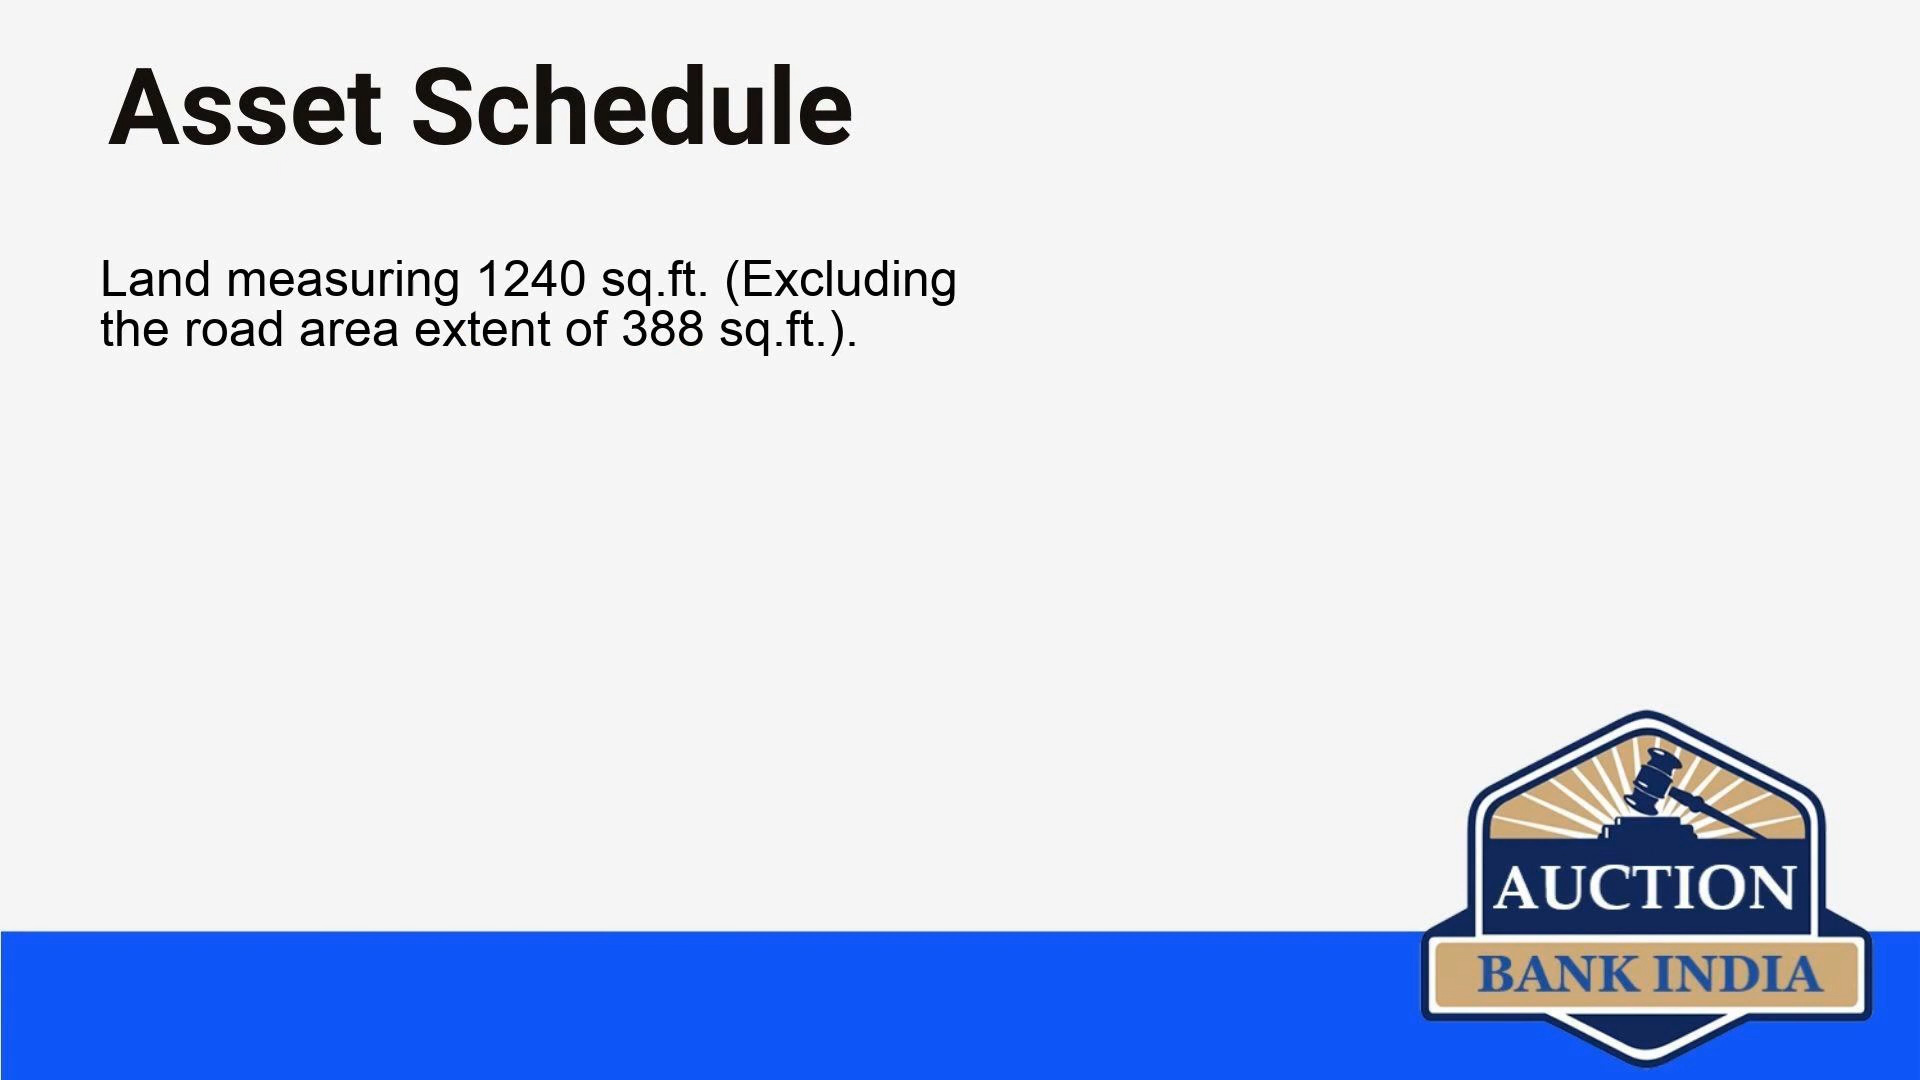 Asset Schedule
Land measuring 1240 sq.ft. (Excluding
the road area extent of 388 sq.ft.).
AUCTION
BANK INDIA